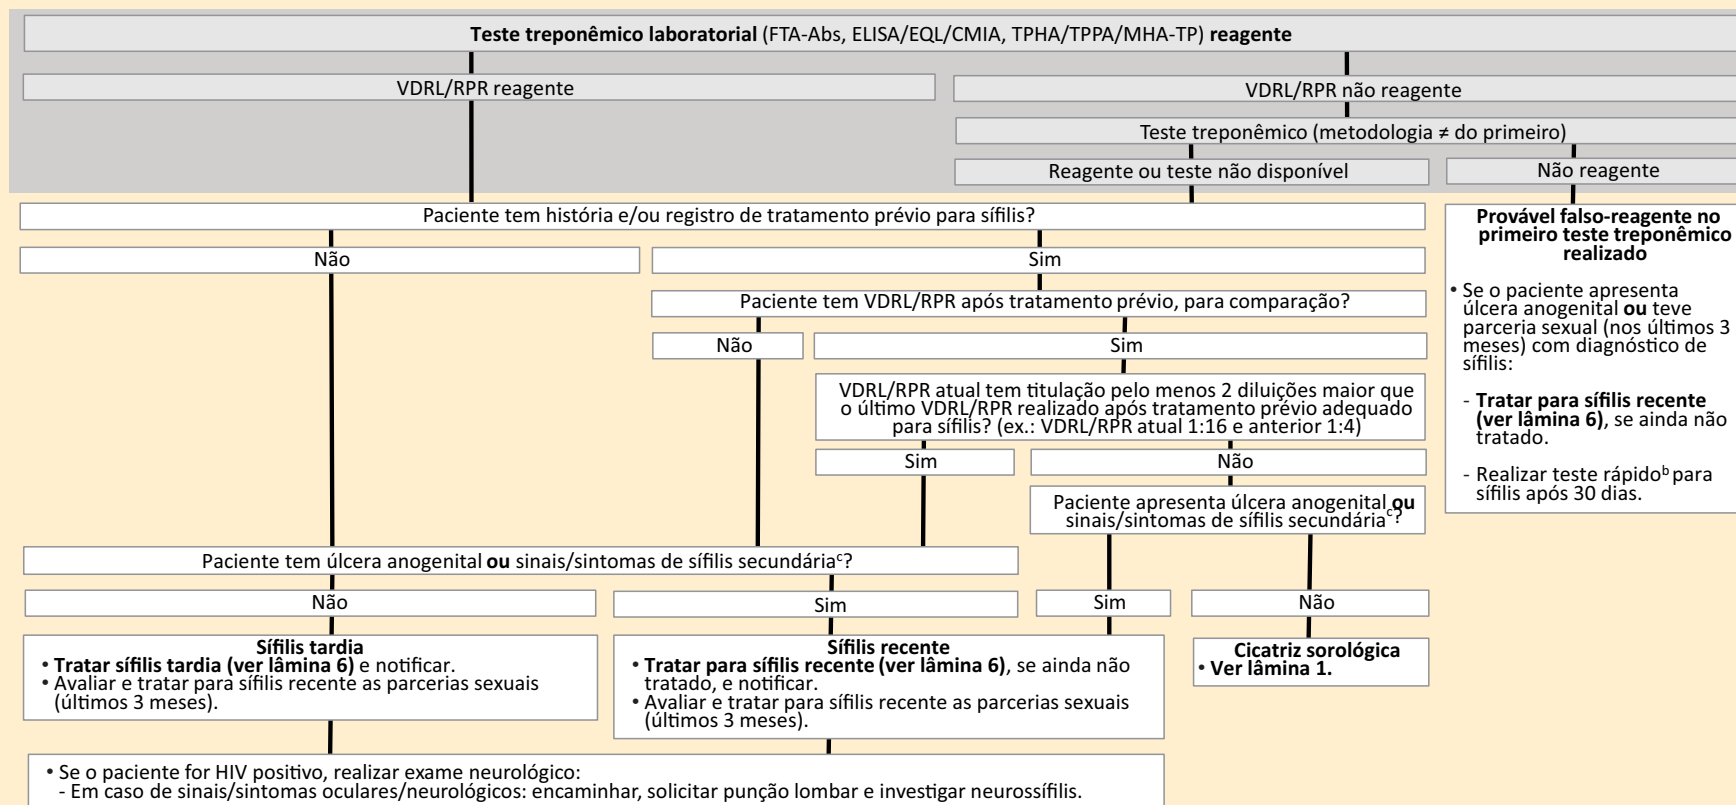 Teste treponêmico laboratorial (FTA-Abs, ELISA/EQL/CMIA, TPHA/TPPA/MHA-TP) reagente
VDRL/RPR reagente
VDRL/RPR não reagente
Teste treponêmico (metodologia ≠ do primeiro)
Reagente ou teste não disponível
Não reagente
Paciente tem história e/ou registro de tratamento prévio para sífilis?
Não
Sim
Paciente tem VDRL/RPR após tratamento prévio, para comparação?
Não
Sim
VDRL/RPR atual tem titulação pelo menos 2 diluições maior que
o último VDRL/RPR realizado após tratamento prévio adequado
para sífilis? (ex.: VDRL/RPR atual 1:16 e anterior 1:4)
Sim
Não
Paciente apresenta úlcera anogenital ou
sinais/sintomas de sífilis secundáriaᶜ?
Paciente tem úlcera anogenital ou sinais/sintomas de sífilis secundáriaᶜ?
Não
Sim
Sim
Não
Sífilis tardia
• Tratar sífilis tardia (ver lâmina 6) e notificar.
• Avaliar e tratar para sífilis recente as parcerias sexuais
(últimos 3 meses).
Sífilis recente
• Tratar para sífilis recente (ver lâmina 6), se ainda não
tratado, e notificar.
• Avaliar e tratar para sífilis recente as parcerias sexuais
(últimos 3 meses).
Cicatriz sorológica
• Ver lâmina 1.
Provável falso-reagente no
primeiro teste treponêmico
realizado
• Se o paciente apresenta
úlcera anogenital ou teve
parceria sexual (nos últimos 3
meses) com diagnóstico de
sífilis:
- Tratar para sífilis recente
(ver lâmina 6), se ainda não
tratado.
- Realizar teste rápidoᵇ para
sífilis após 30 dias.
• Se o paciente for HIV positivo, realizar exame neurológico:
- Em caso de sinais/sintomas oculares/neurológicos: encaminhar, solicitar punção lombar e investigar neurossífilis.